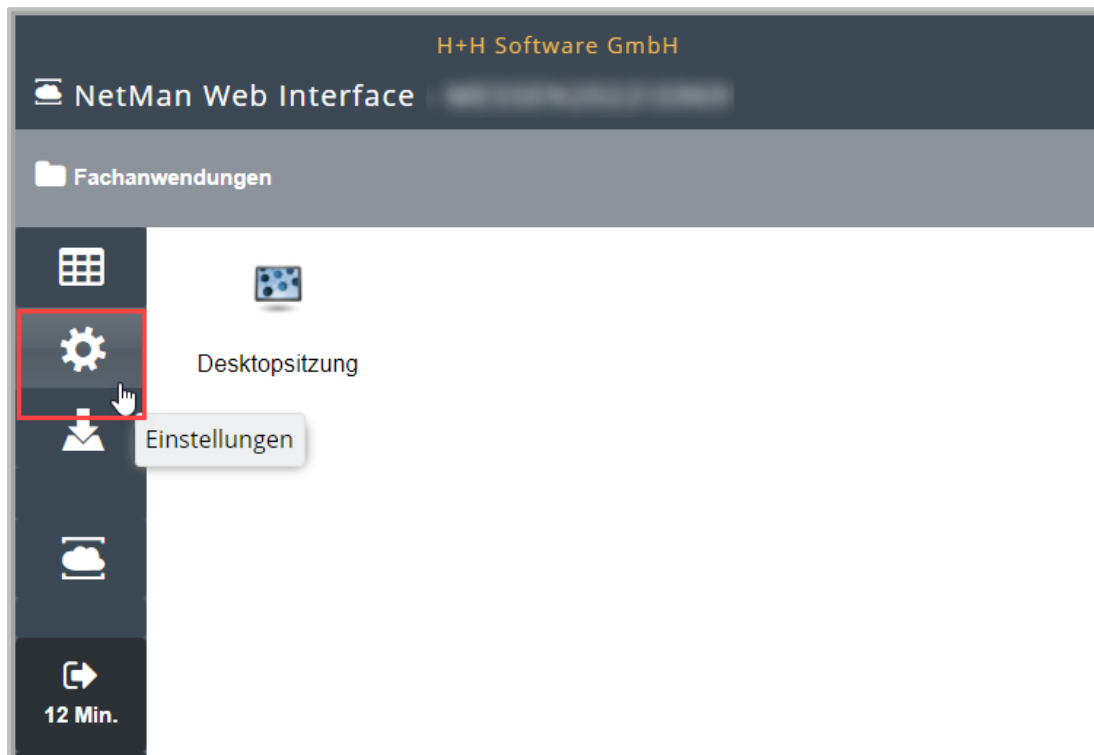 H+H Software GmbH
NetMan Web Interface
Fachanwendungen
Desktopsitzung
Einstellungen
12 Min.